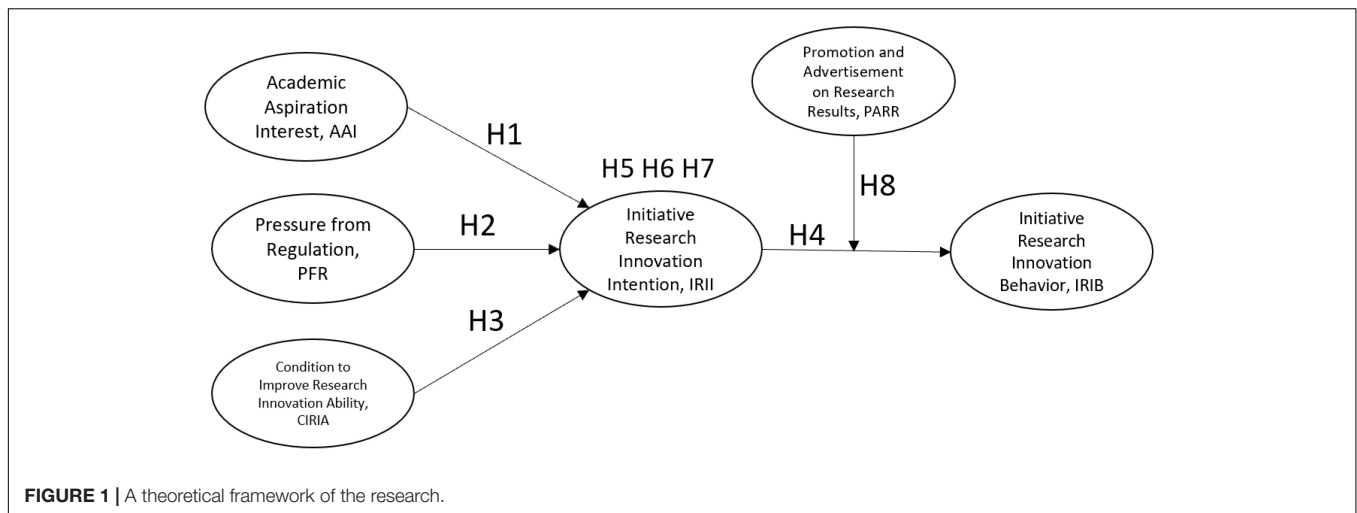 Academic
Aspiration
Interest, AAI
H1
Pressure from
Regulation,
PFR
H2
Condition to
Improve Research
Innovation Ability,
CIRIA
H3
H5 H6 H7
Initiative
Research
Innovation
Intention, IRII
Promotion and
Advertisement
on Research
Results, PARR
H8
H4
Initiative
Research
Innovation
Behavior, IRIB
FIGURE 1 | A theoretical framework of the research.